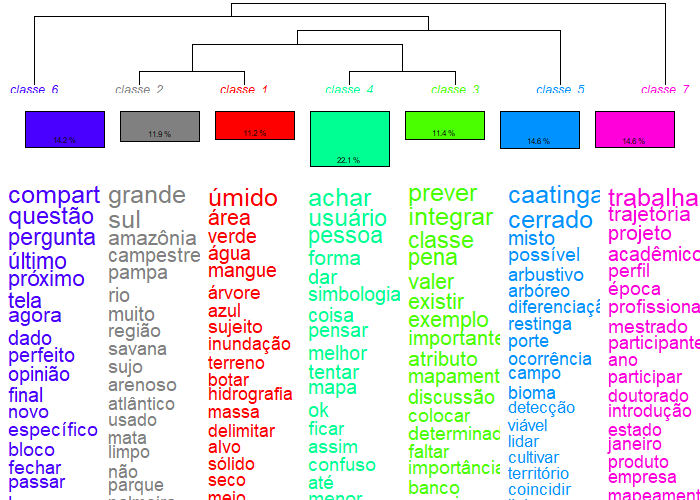 classe 6
classe 2
classe 1
classe 4
classe 3
classe 5
classe 7
14.2 %
11.9 %
11.2 %
22.1 %
11.4 %
14.6 %
14.6 %
compart
questão
pergunta
último
próximo
tela
agora
dado
perfeito
opinião
final
novo
específico
bloco
fechar
passar
grande
sul
amazônia
campestre
pampa
rio
muito
região
savana
sujo
arenoso
atlântico
usado
mata
limpo
não
parque
palmeira
úmido
área
verde
água
mangue
árvore
azul
sujeito
inundação
terreno
botar
hidrografia
massa
delimitar
alvo
sólido
seco
meio
achar
usuário
pessoa
forma
dar
simbologia
coisa
pensar
melhor
tentar
mapa
ok
ficar
assim
confuso
até
menor
prever
integrar
classe
pena
valer
existir
exemplo
importante
atributo
mapament
discussão
colocar
determinad
faltar
importância
banco
caatinga
cerrado
misto
possível
arbustivo
arbóreo
diferenciaçã
restinga
porte
ocorrência
campo
bioma
detecção
viável
lidar
cultivar
território
coincidir
trabalha
trajetória
projeto
acadêmico
perfil
época
profissiona
mestrado
participante
ano
participar
doutorado
introdução
estado
janeiro
produto
empresa
mapeament